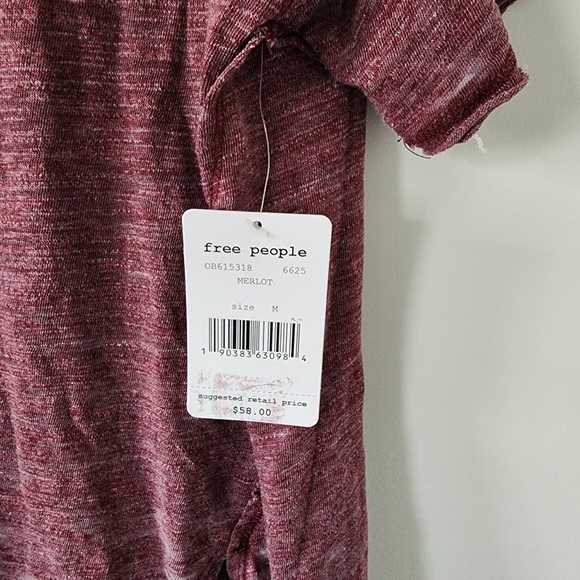 free people
OB615318 6625
MERLOT
size M
1 90383 63098 4
suggested retail price
$58.00